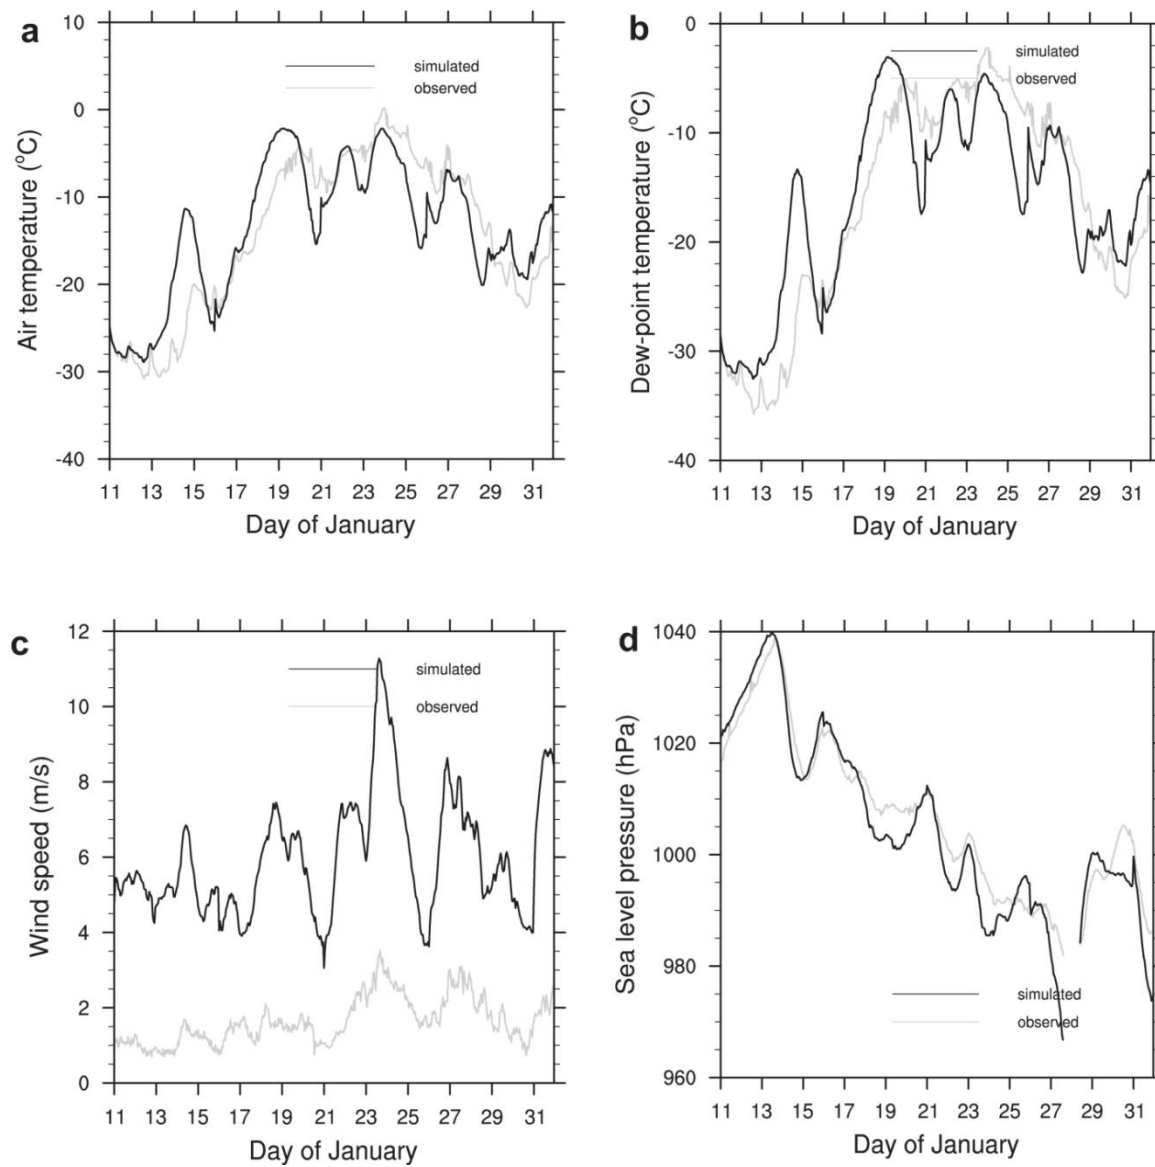 a
10
0
-10
-20
-30
-40
Air temperature (°C)
simulated
observed
11 13 15 17 19 21 23 25 27 29 31
Day of January
b
0
-10
-20
-30
-40
Dew-point temperature (°C)
simulated
observed
11 13 15 17 19 21 23 25 27 29 31
Day of January
c
12
10
8
6
4
2
0
Wind speed (m/s)
simulated
observed
11 13 15 17 19 21 23 25 27 29 31
Day of January
d
1040
1020
1000
980
960
Sea level pressure (hPa)
simulated
observed
11 13 15 17 19 21 23 25 27 29 31
Day of January